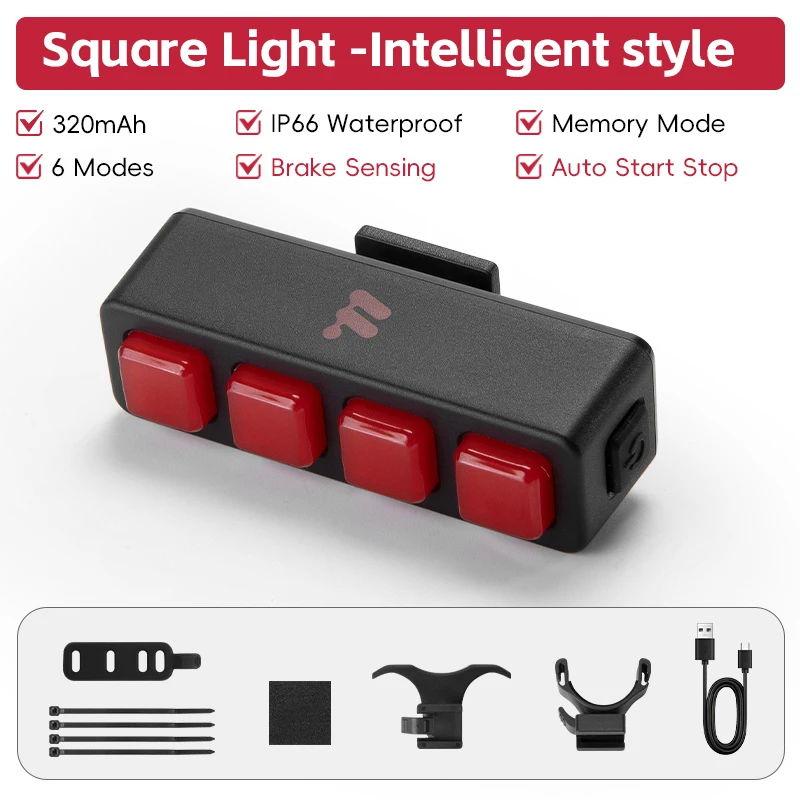 Square Light -Intelligent style
320mAh
IP66 Waterproof
Memory Mode
6 Modes
Brake Sensing
Auto Start Stop